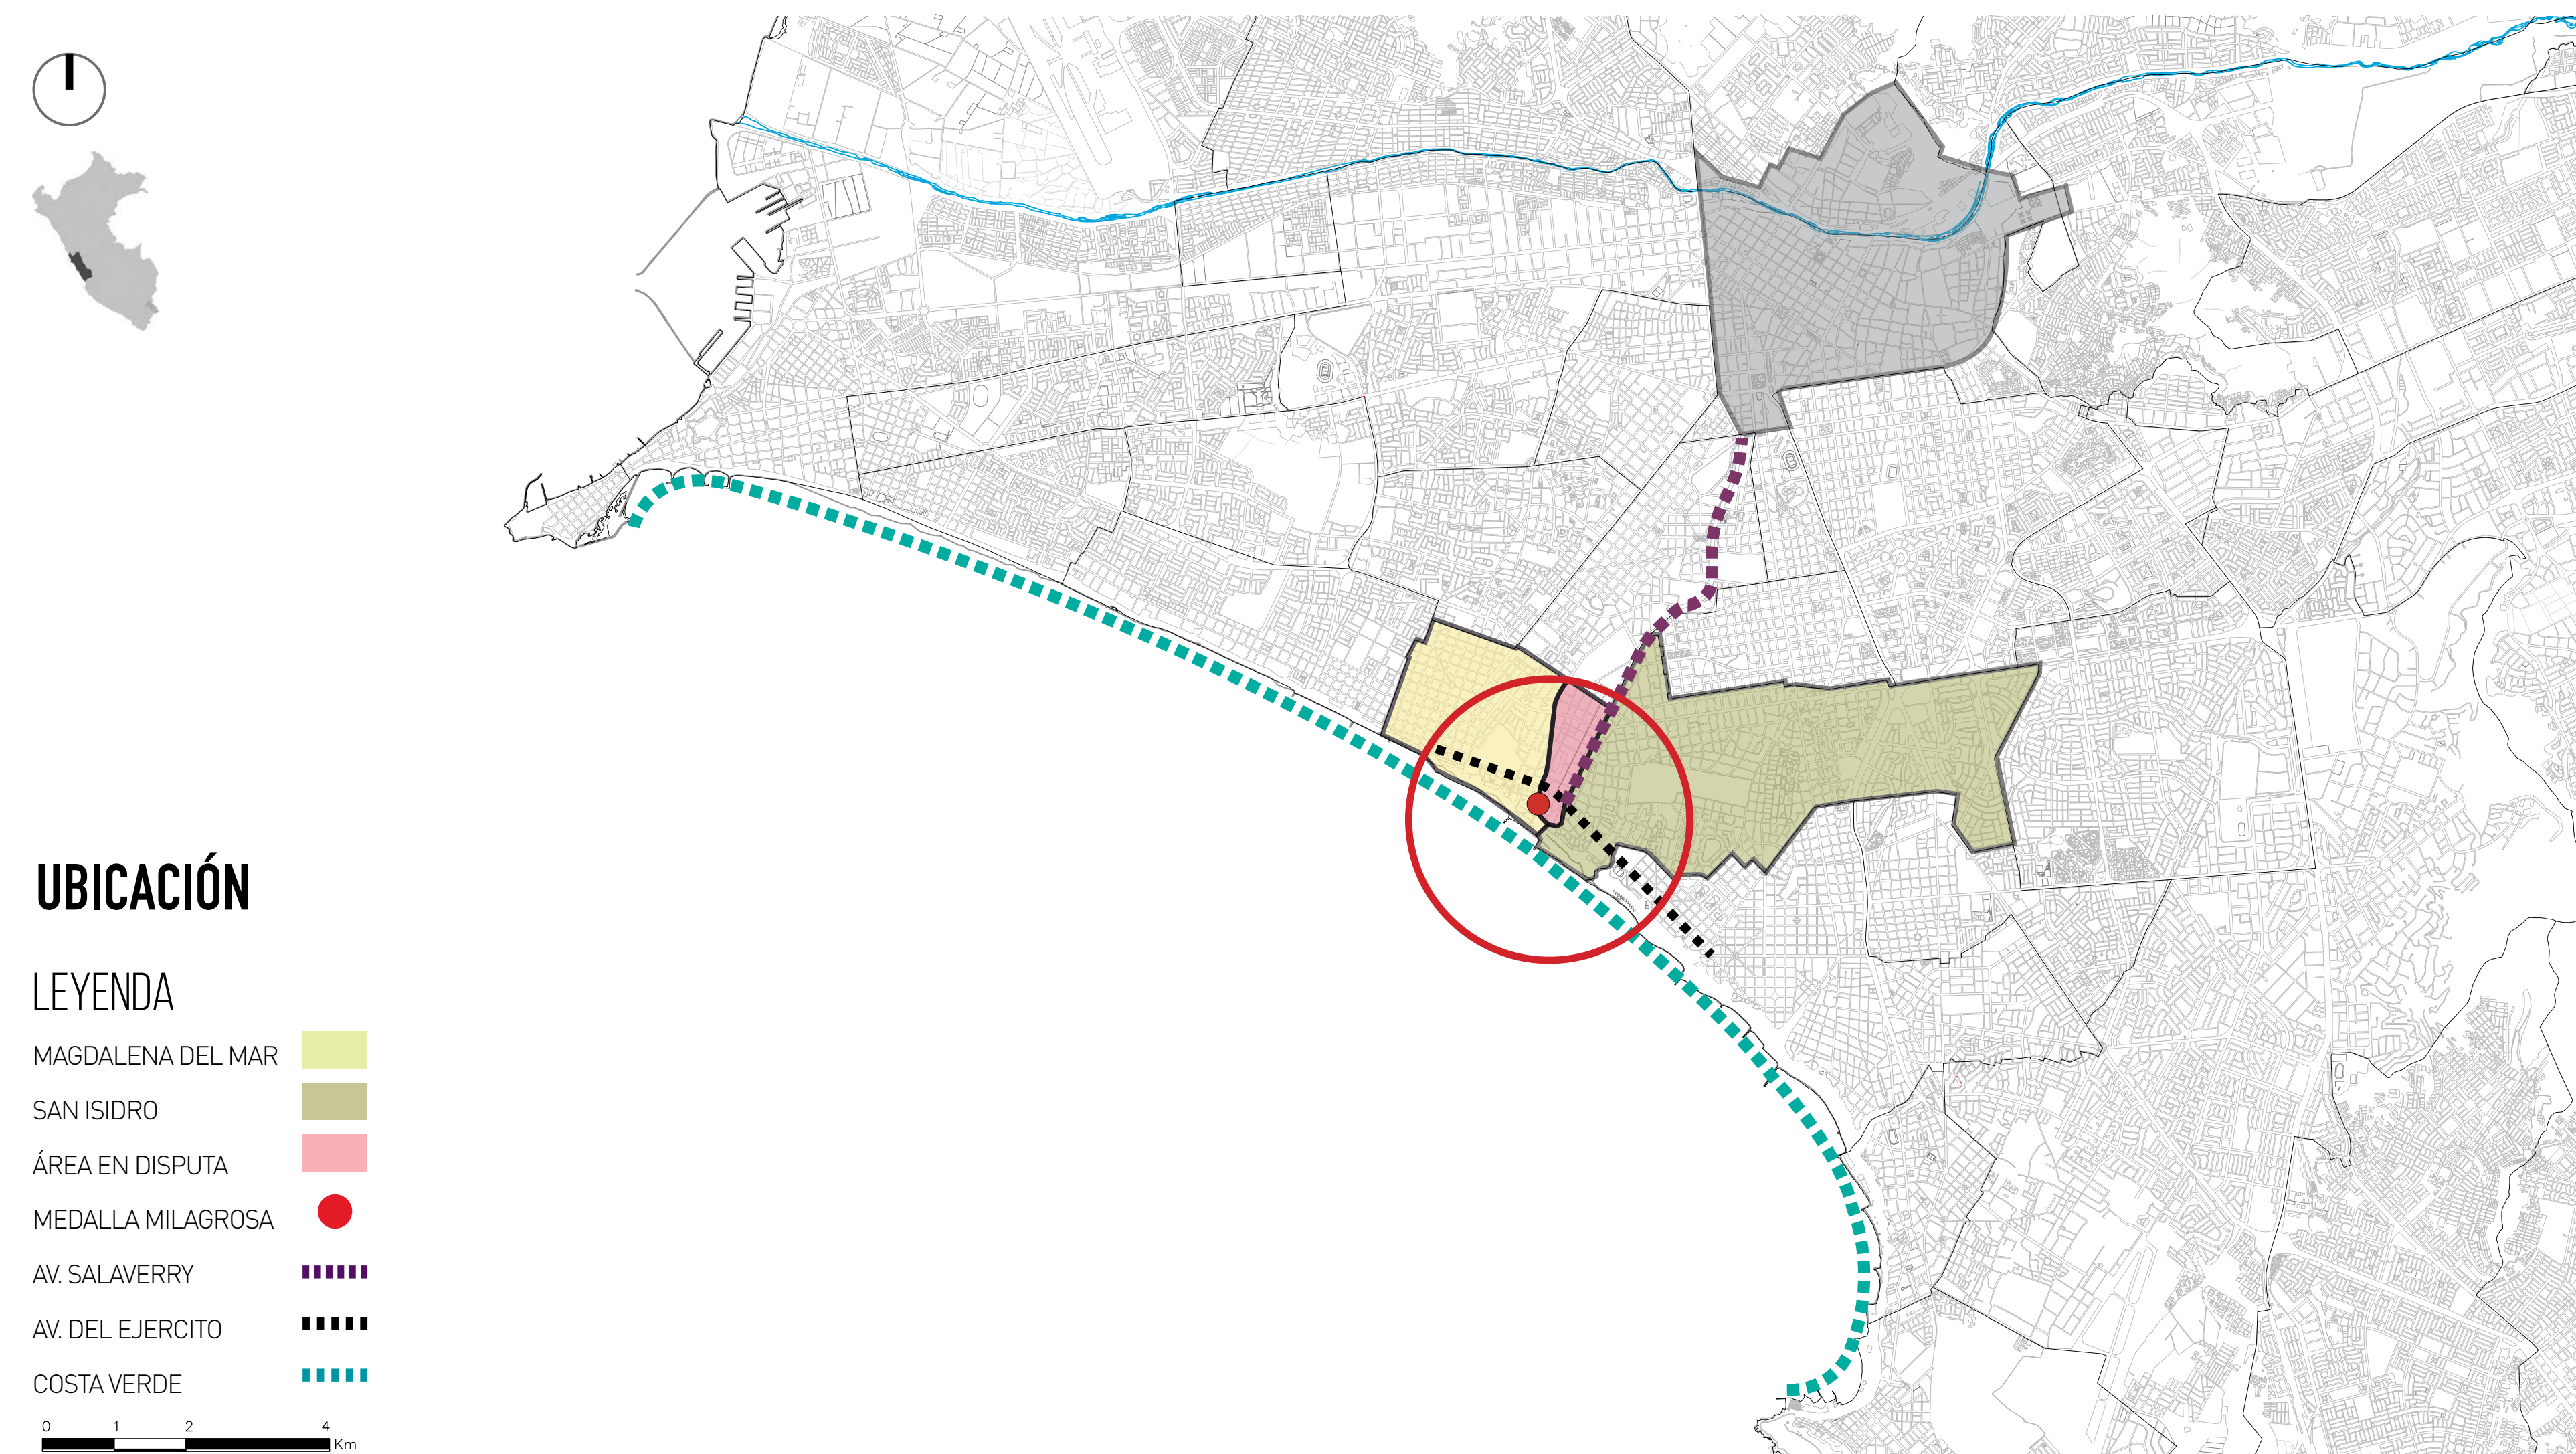 UBICACIÓN
LEYENDA
MAGDALENA DEL MAR
SAN ISIDRO
ÁREA EN DISPUTA
MEDALLA MILAGROSA
AV. SALAVERRY
AV. DEL EJERCITO
COSTA VERDE
0 1 2 4
Km